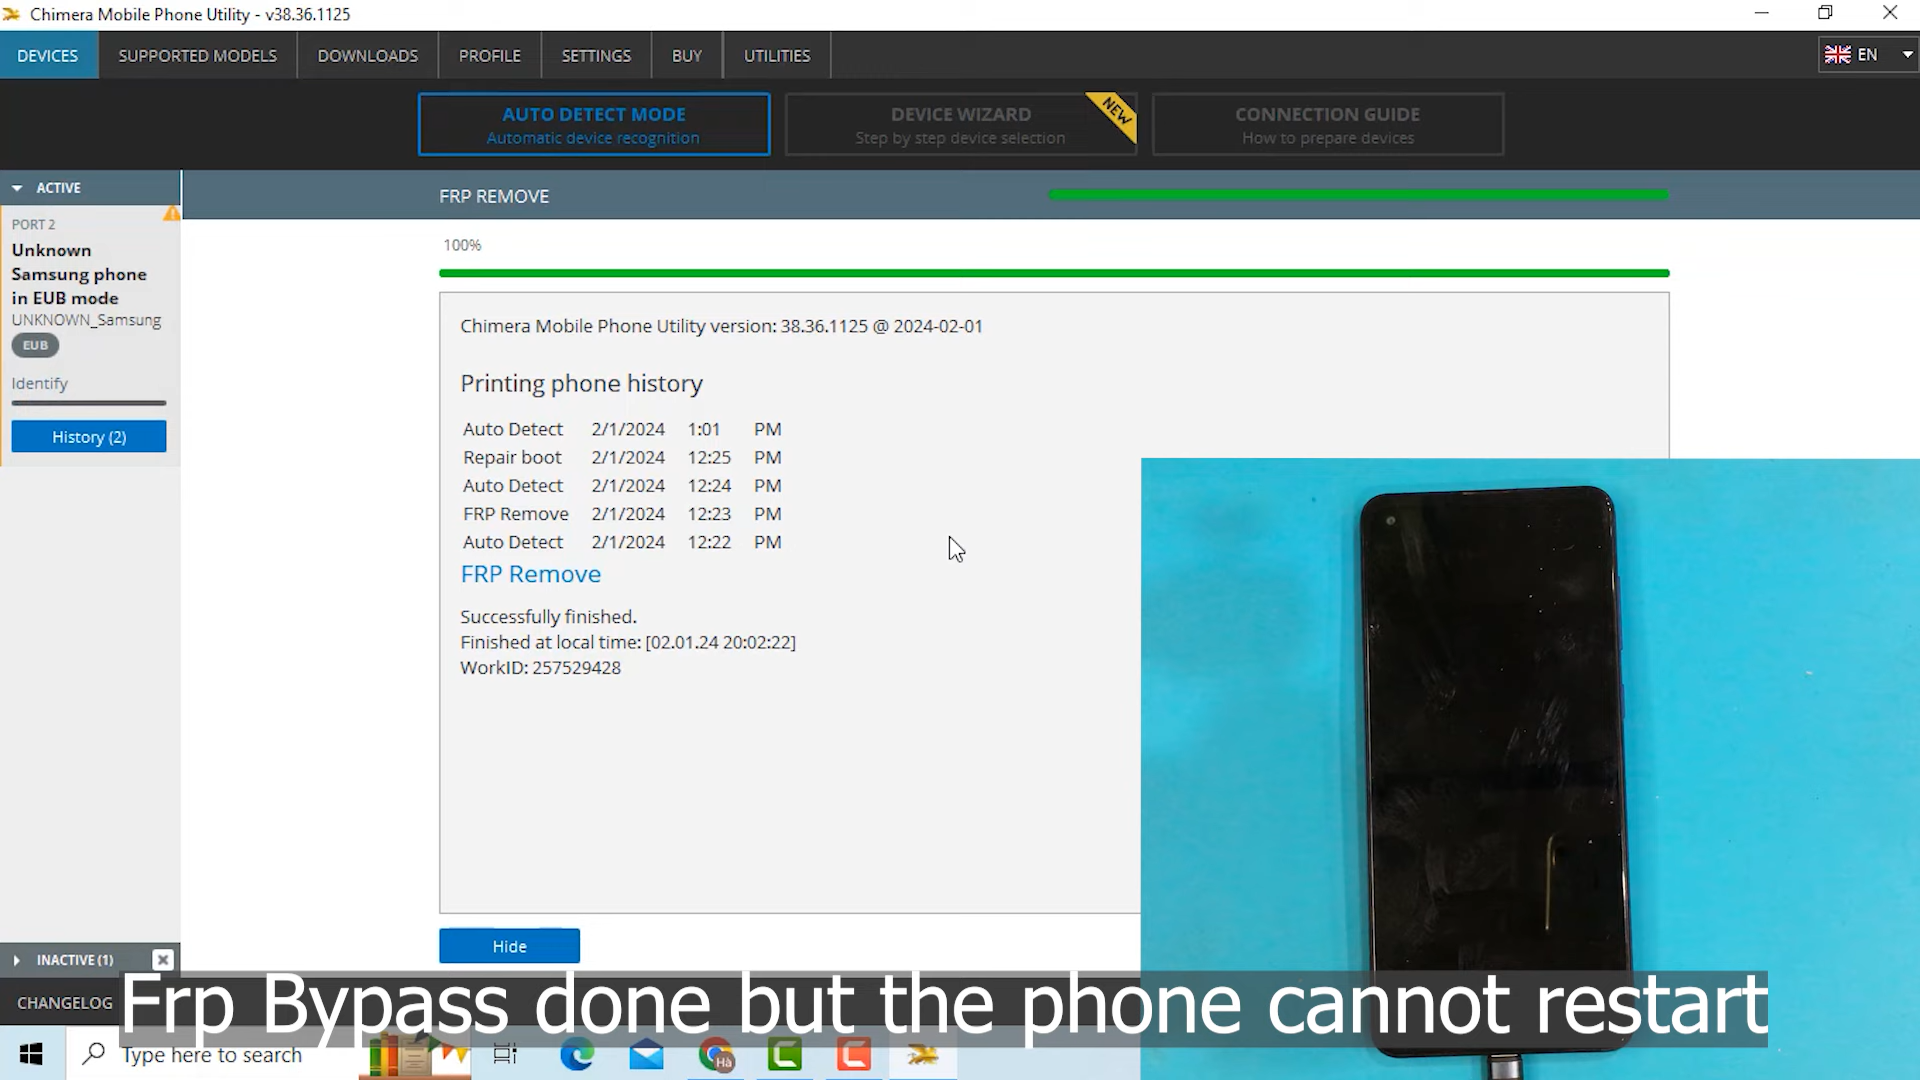 Chimera Mobile Phone Utility - v38.36.1125
DEVICES
SUPPORTED MODELS
DOWNLOADS
PROFILE
SETTINGS
BUY
UTILITIES
EN
AUTO DETECT MODE
Automatic device recognition
DEVICE WIZARD
Step by step device selection
NEW
CONNECTION GUIDE
How to prepare devices
ACTIVE
PORT 2
Unknown
Samsung phone
in EUB mode
UNKNOWN_Samsung
EUB
Identify
History (2)
FRP REMOVE
100%
Chimera Mobile Phone Utility version: 38.36.1125 @ 2024-02-01
Printing phone history
Auto Detect 2/1/2024 1:01 PM
Repair boot 2/1/2024 12:25 PM
Auto Detect 2/1/2024 12:24 PM
FRP Remove 2/1/2024 12:23 PM
Auto Detect 2/1/2024 12:22 PM
FRP Remove
Successfully finished.
Finished at local time: [02.01.24 20:02:22]
WorkID: 257529428
Hide
INACTIVE (1)
CHANGELOG
Frp Bypass done but the phone cannot restart
Type here to search
Hà